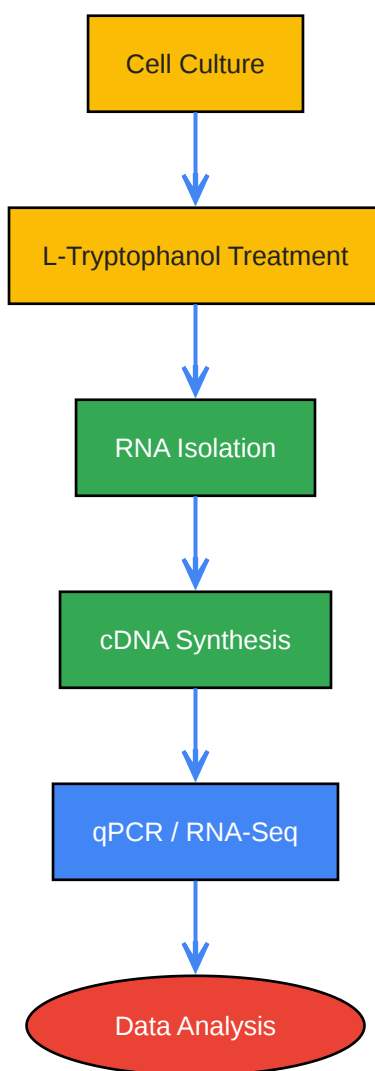 Cell Culture
L-Tryptophanol Treatment
RNA Isolation
cDNA Synthesis
qPCR / RNA-Seq
Data Analysis